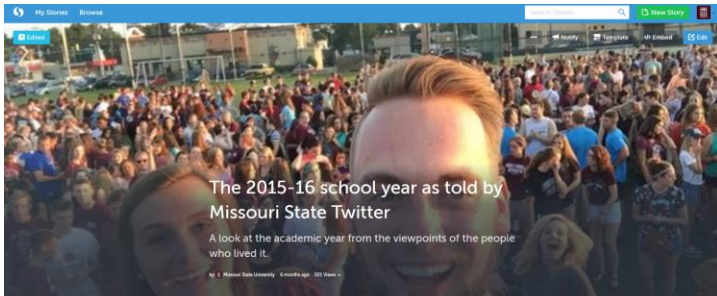 My Stories Browse Search Stories New Story
Edited Notify Template </> Embed Edit
The 2015-16 school year as told by
Missouri State Twitter
A look at the academic year from the viewpoints of the people
who lived it.
by Missouri State University 6 months ago 501 Views